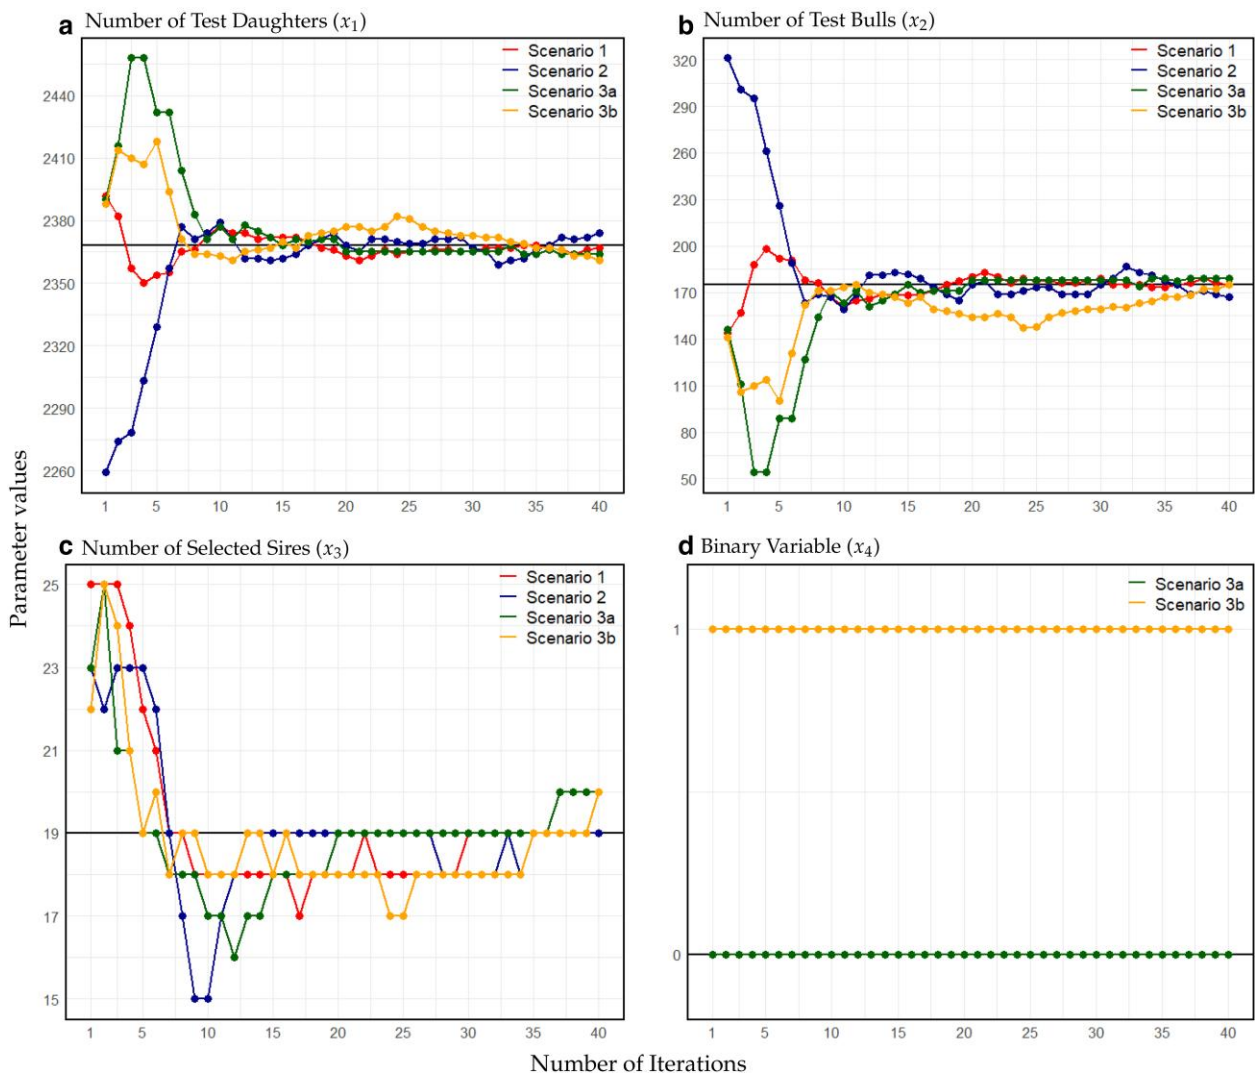 a Number of Test Daughters (x₁)
Scenario 1
Scenario 2
Scenario 3a
Scenario 3b
2440
2410
2380
2350
2320
2290
2260
1 5 10 15 20 25 30 35 40
b Number of Test Bulls (x₂)
Scenario 1
Scenario 2
Scenario 3a
Scenario 3b
320
290
260
230
200
170
140
110
80
50
1 5 10 15 20 25 30 35 40
Parameter values
c Number of Selected Sires (x₃)
Scenario 1
Scenario 2
Scenario 3a
Scenario 3b
25
23
21
19
17
15
1 5 10 15 20 25 30 35 40
d Binary Variable (x₄)
Scenario 3a
Scenario 3b
1
0
1 5 10 15 20 25 30 35 40
Number of Iterations